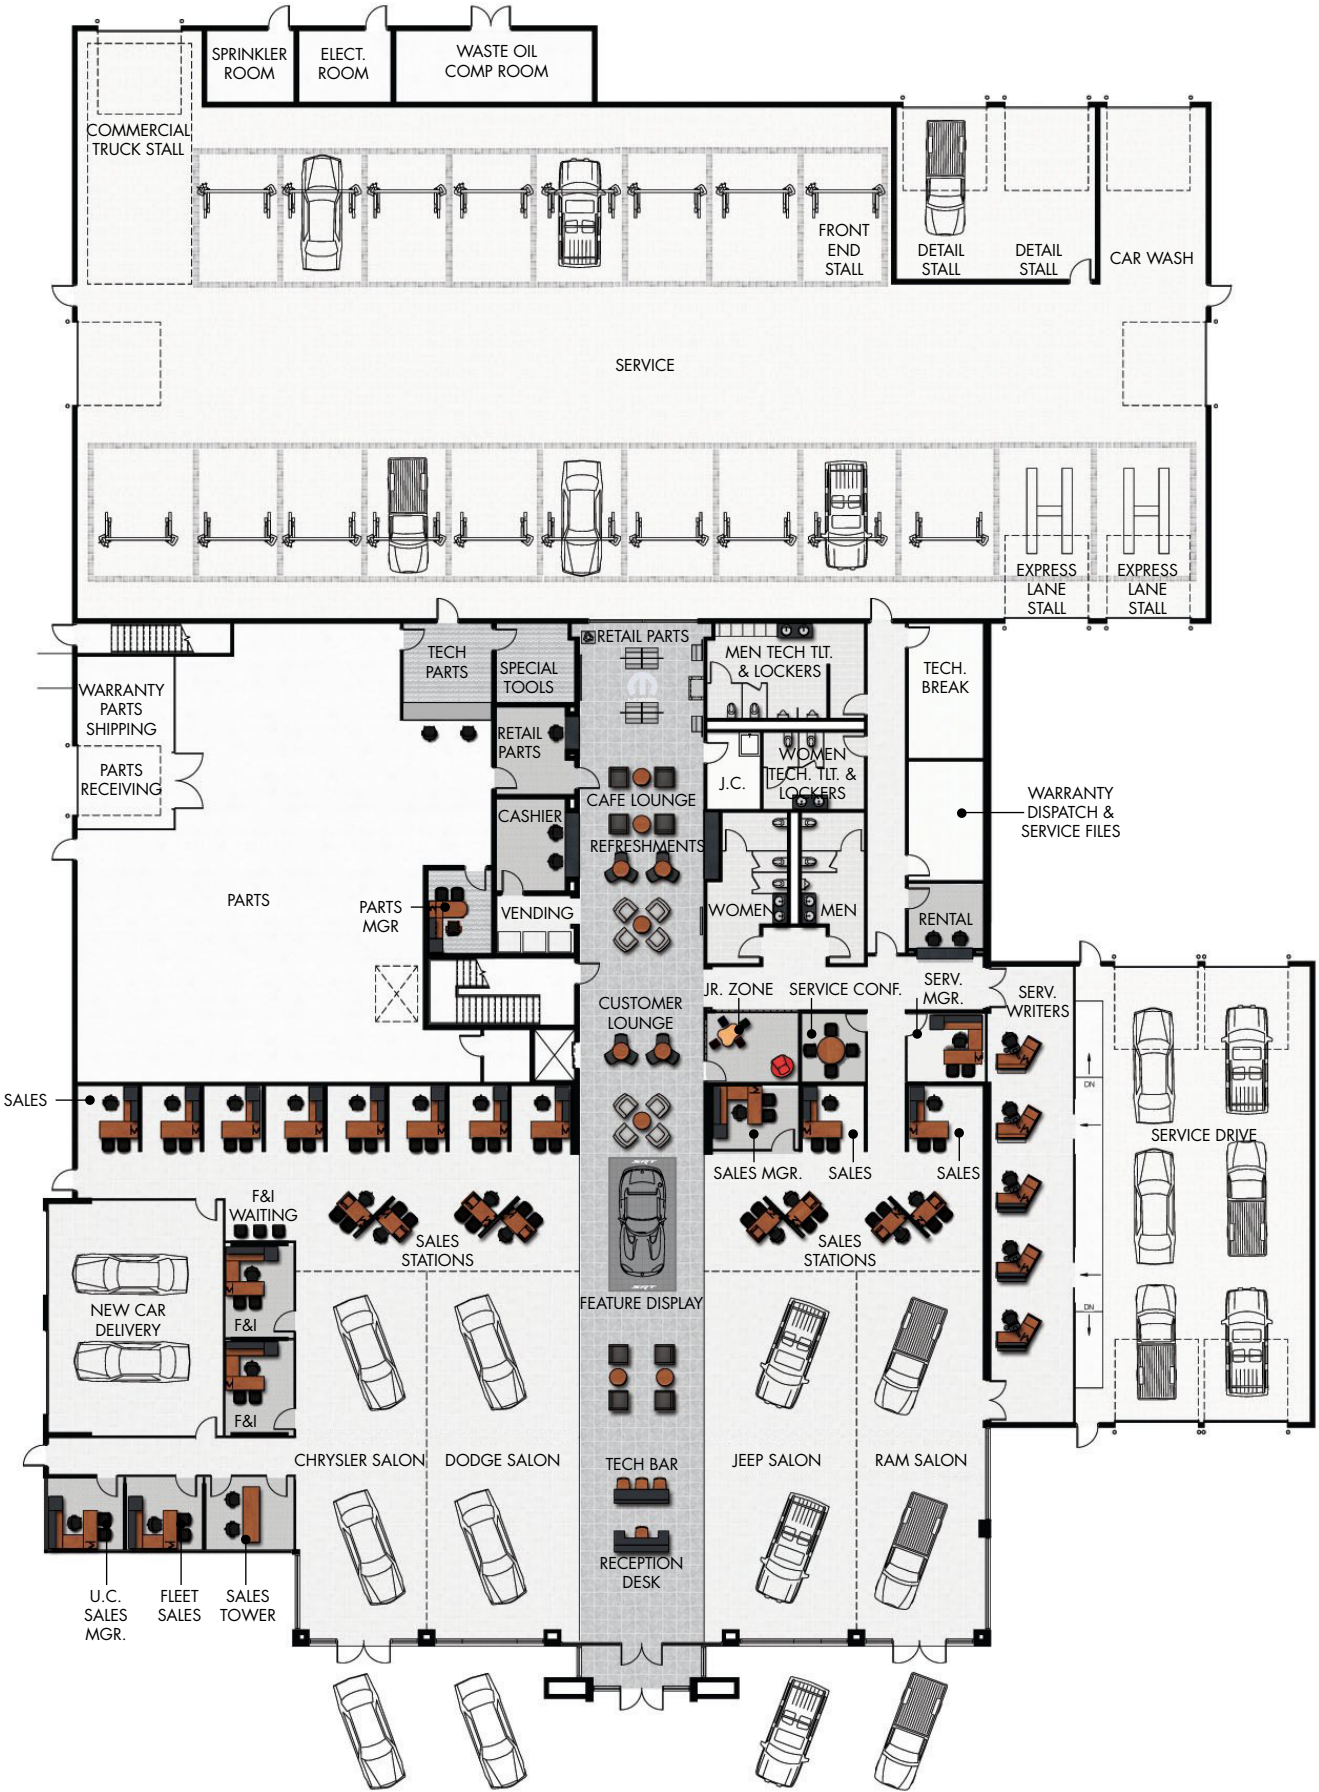 SPRINKLER
ROOM
ELECT.
ROOM
WASTE OIL
COMP ROOM
COMMERCIAL
TRUCK STALL
FRONT
END
STALL
DETAIL
STALL
DETAIL
STALL
CAR WASH
SERVICE
EXPRESS
LANE
STALL
EXPRESS
LANE
STALL
RETAIL PARTS
TECH
PARTS
SPECIAL
TOOLS
MEN TECH TLT.
& LOCKERS
TECH.
BREAK
WARRANTY
PARTS
SHIPPING
RETAIL
PARTS
PARTS
RECEIVING
J.C.
WOMEN
TECH. TLT. &
LOCKERS
CAFE LOUNGE
WARRANTY
DISPATCH &
SERVICE FILES
CASHIER
REFRESHMENTS
PARTS
PARTS
MGR
VENDING
WOMEN
MEN
RENTAL
JR. ZONE
SERVICE CONF.
SERV.
MGR.
SERV.
WRITERS
CUSTOMER
LOUNGE
DN
SALES
SERVICE DRIVE
SALES MGR.
SALES
SALES
SRT
F&I
WAITING
SALES
STATIONS
SALES
STATIONS
SRT
FEATURE DISPLAY
NEW CAR
DELIVERY
F&I
DN
F&I
CHRYSLER SALON
DODGE SALON
TECH BAR
JEEP SALON
RAM SALON
RECEPTION
DESK
U.C.
SALES
MGR.
FLEET
SALES
SALES
TOWER